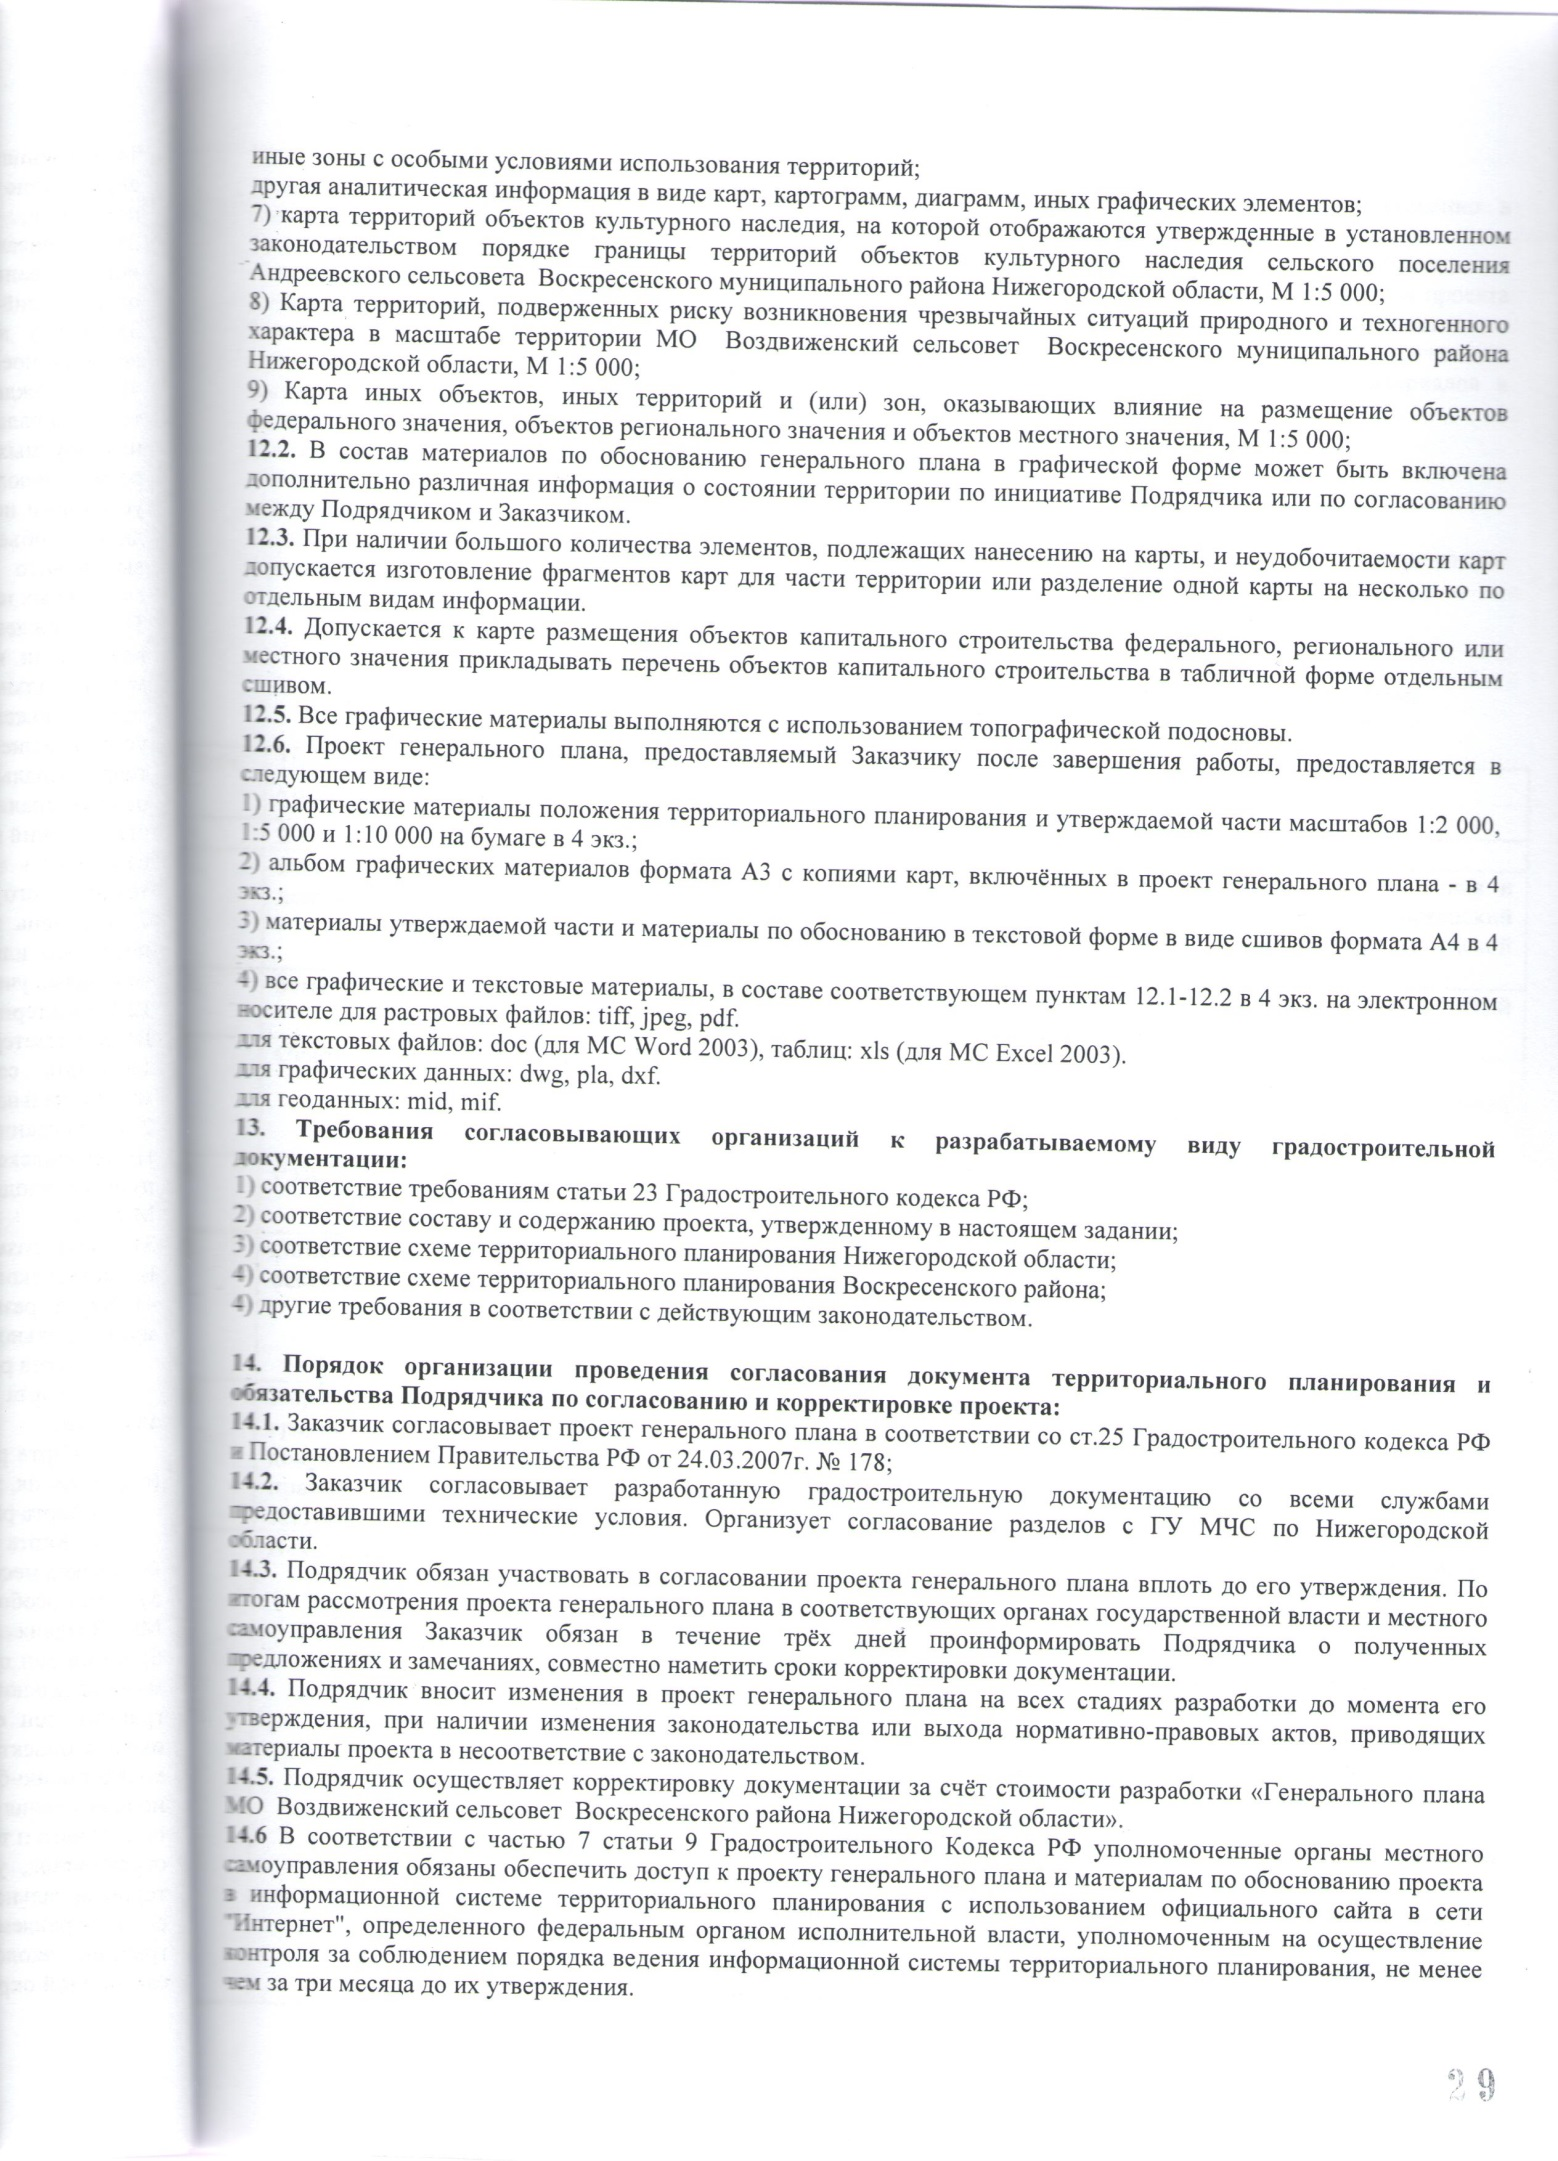 иные зоны с особыми условиями использования территорий;
другая аналитическая информация в виде карт, картограмм, диаграмм, иных графических элементов;
7) карта территорий объектов культурного наследия, на которой отображаются утвержденные в установленном
законодательством порядке границы территорий объектов культурного наследия сельского поселения
Андреевского сельсовета Воскресенского муниципального района Нижегородской области, М 1:5 000;
8) Карта территорий, подверженных риску возникновения чрезвычайных ситуаций природного и техногенного
характера в масштабе территории МО Воздвиженский сельсовет Воскресенского муниципального района
Нижегородской области, М 1:5 000;
9) Карта иных объектов, иных территорий и (или) зон, оказывающих влияние на размещение объектов
федерального значения, объектов регионального значения и объектов местного значения, М 1:5 000;
12.2. В состав материалов по обоснованию генерального плана в графической форме может быть включена
дополнительно различная информация о состоянии территории по инициативе Подрядчика или по согласованию
между Подрядчиком и Заказчиком.
12.3. При наличии большого количества элементов, подлежащих нанесению на карты, и неудобочитаемости карт
допускается изготовление фрагментов карт для части территории или разделение одной карты на несколько по
отдельным видам информации.
12.4. Допускается к карте размещения объектов капитального строительства федерального, регионального или
местного значения прикладывать перечень объектов капитального строительства в табличной форме отдельным
сшивом.
12.5. Все графические материалы выполняются с использованием топографической подосновы.
12.6. Проект генерального плана, предоставляемый Заказчику после завершения работы, предоставляется в
следующем виде:
1) графические материалы положения территориального планирования и утверждаемой части масштабов 1:2 000,
1:5 000 и 1:10 000 на бумаге в 4 экз.;
2) альбом графических материалов формата А3 с копиями карт, включённых в проект генерального плана - в 4
экз.;
3) материалы утверждаемой части и материалы по обоснованию в текстовой форме в виде сшивов формата А4 в 4
экз.;
4) все графические и текстовые материалы, в составе соответствующем пунктам 12.1-12.2 в 4 экз. на электронном
носителе для растровых файлов: tiff, jpeg, pdf.
для текстовых файлов: doc (для МС Word 2003), таблиц: xls (для МС Excel 2003).
для графических данных: dwg, pla, dxf.
для геоданных: mid, mif.
13. Требования согласовывающих организаций к разрабатываемому виду градостроительной
документации:
1) соответствие требованиям статьи 23 Градостроительного кодекса РФ;
2) соответствие составу и содержанию проекта, утвержденному в настоящем задании;
3) соответствие схеме территориального планирования Нижегородской области;
4) соответствие схеме территориального планирования Воскресенского района;
4) другие требования в соответствии с действующим законодательством.
14. Порядок организации проведения согласования документа территориального планирования и
обязательства Подрядчика по согласованию и корректировке проекта:
14.1. Заказчик согласовывает проект генерального плана в соответствии со ст.25 Градостроительного кодекса РФ
и Постановлением Правительства РФ от 24.03.2007г. № 178;
14.2. Заказчик согласовывает разработанную градостроительную документацию со всеми службами
предоставившими технические условия. Организует согласование разделов с ГУ МЧС по Нижегородской
области.
14.3. Подрядчик обязан участвовать в согласовании проекта генерального плана вплоть до его утверждения. По
итогам рассмотрения проекта генерального плана в соответствующих органах государственной власти и местного
самоуправления Заказчик обязан в течение трёх дней проинформировать Подрядчика о полученных
предложениях и замечаниях, совместно наметить сроки корректировки документации.
14.4. Подрядчик вносит изменения в проект генерального плана на всех стадиях разработки до момента его
утверждения, при наличии изменения законодательства или выхода нормативно-правовых актов, приводящих
материалы проекта в несоответствие с законодательством.
14.5. Подрядчик осуществляет корректировку документации за счёт стоимости разработки «Генерального плана
МО Воздвиженский сельсовет Воскресенского района Нижегородской области».
14.6 В соответствии с частью 7 статьи 9 Градостроительного Кодекса РФ уполномоченные органы местного
самоуправления обязаны обеспечить доступ к проекту генерального плана и материалам по обоснованию проекта
в информационной системе территориального планирования с использованием официального сайта в сети
"Интернет", определенного федеральным органом исполнительной власти, уполномоченным на осуществление
контроля за соблюдением порядка ведения информационной системы территориального планирования, не менее
чем за три месяца до их утверждения.
29